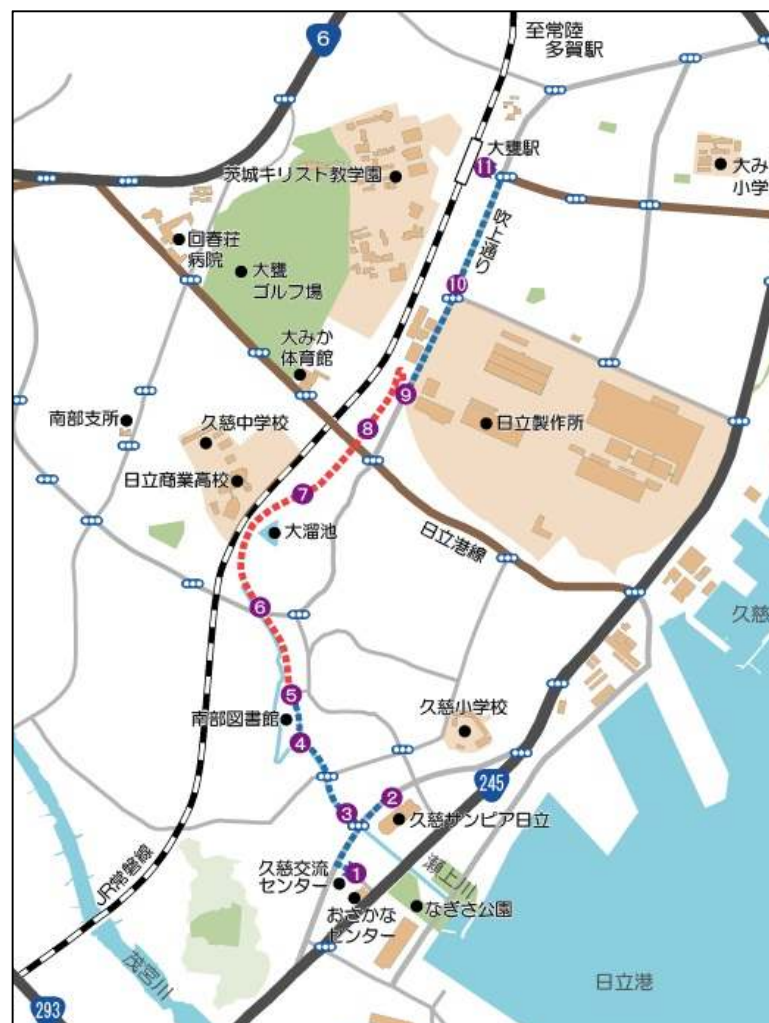 6
至常陸
多賀駅
大甕駅
11
大み
小学
茨城キリスト教学園
吹上通り
回春荘
病院
大甕
ゴルフ場
10
大みか
体育館
9
南部支所
久慈中学校
8
日立製作所
日立商業高校
7
大溜池
日立港線
6
久慈
5
南部図書館
久慈小学校
4
245
2
3
久慈サンピア日立
JR常磐線
久慈交流
センター
1
瀬上川
おさかな
センター
なぎさ公園
茂宮川
日立港
293